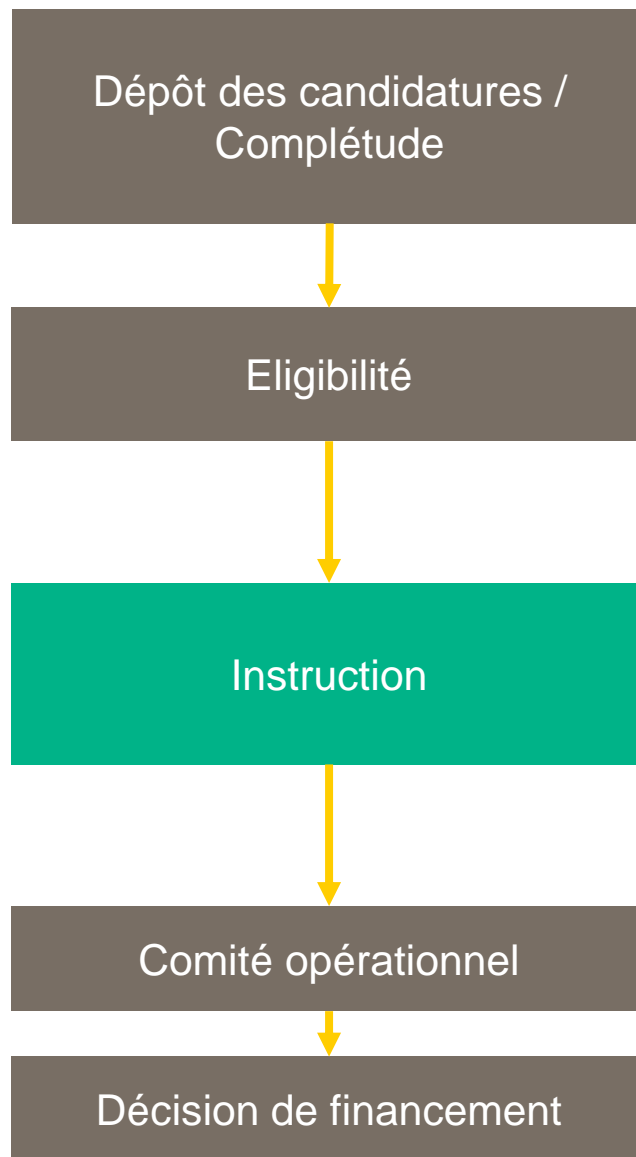 Dépôt des candidatures /
Complétude
Eligibilité
Instruction
Comité opérationnel
Décision de financement